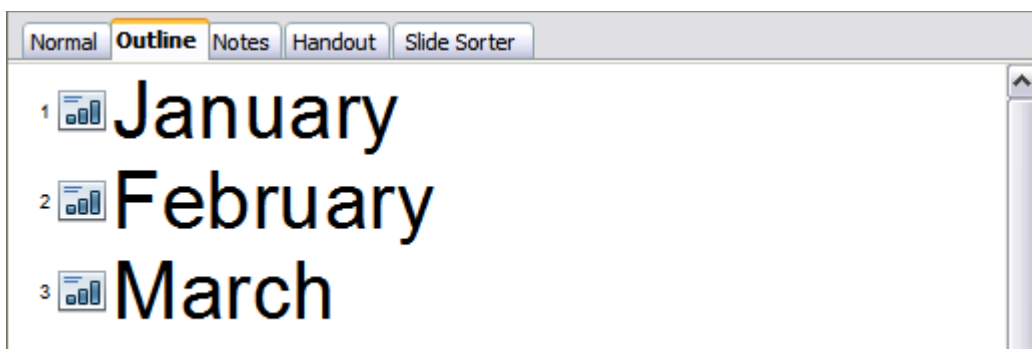 Normal Outline Notes Handout Slide Sorter
1 January
2 February
3 March